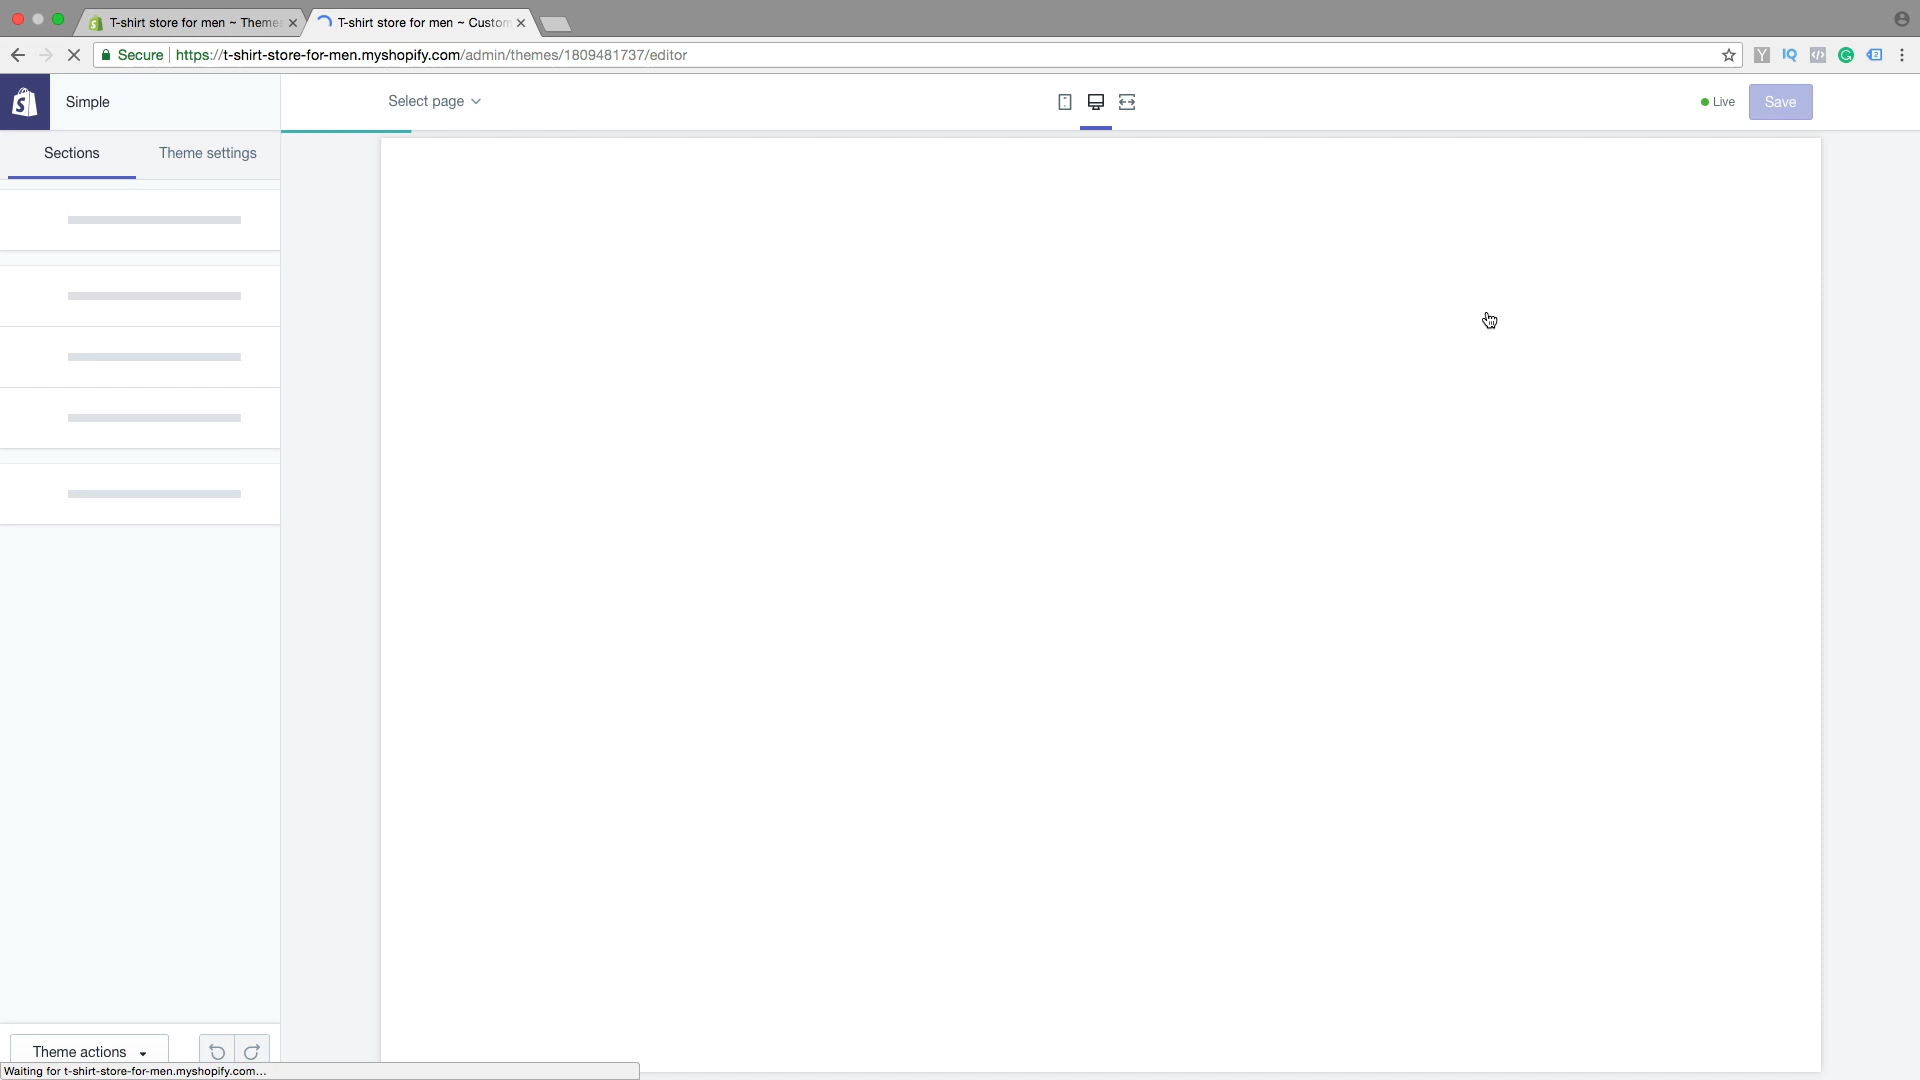 T-shirt store for men ~ Themes
T-shirt store for men ~ Custom
Secure
https://t-shirt-store-for-men.myshopify.com/admin/themes/1809481737/editor
Simple
Select page
Live
Save
Sections
Theme settings
Theme actions
Waiting for t-shirt-store-for-men.myshopify.com...